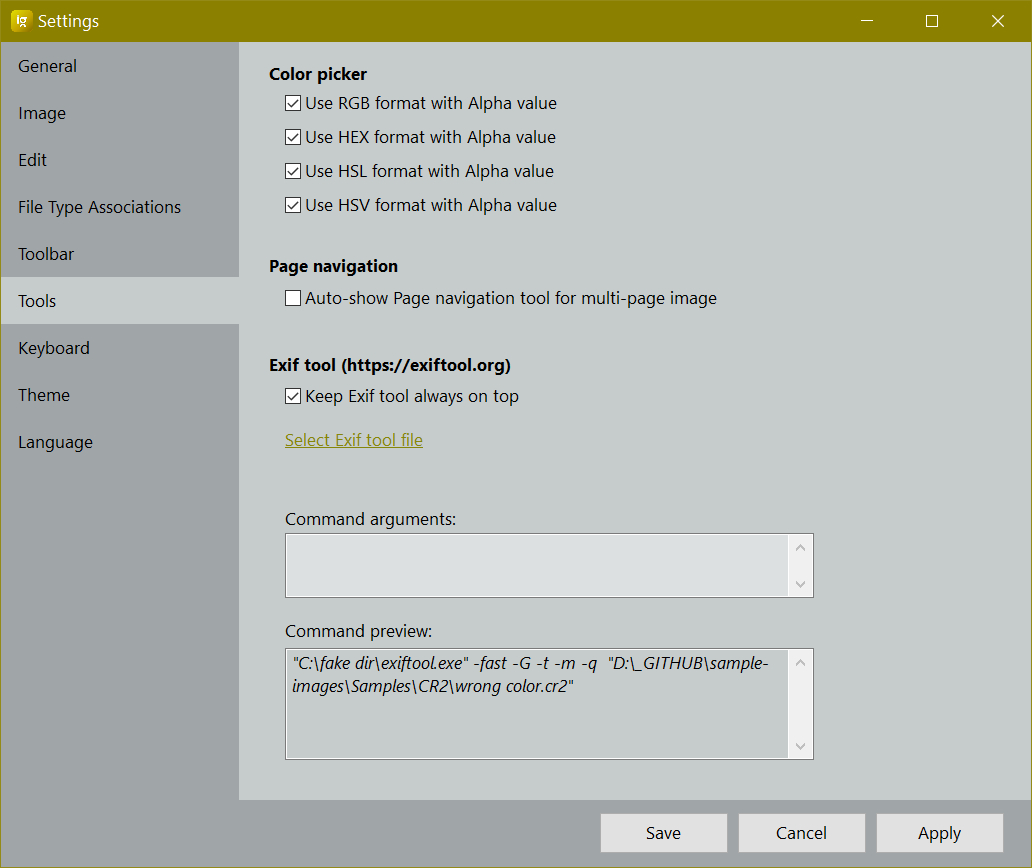 Settings
General
Image
Edit
File Type Associations
Toolbar
Tools
Keyboard
Theme
Language
Color picker
Use RGB format with Alpha value
Use HEX format with Alpha value
Use HSL format with Alpha value
Use HSV format with Alpha value
Page navigation
Auto-show Page navigation tool for multi-page image
Exif tool (https://exiftool.org)
Keep Exif tool always on top
Select Exif tool file
Command arguments:
Command preview:
"C:\fake dir\exiftool.exe" -fast -G -t -m -q  "D:\_GITHUB\sample-
images\Samples\CR2\wrong color.cr2"
Save
Cancel
Apply